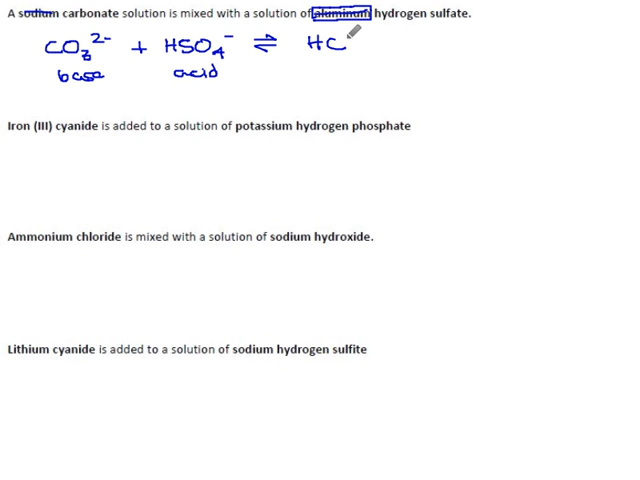 A sodium carbonate solution is mixed with a solution of aluminum hydrogen sulfate.
CO₃²⁻ + HSO₄⁻ ⇌ HC
base acid
Iron (III) cyanide is added to a solution of potassium hydrogen phosphate
Ammonium chloride is mixed with a solution of sodium hydroxide.
Lithium cyanide is added to a solution of sodium hydrogen sulfite